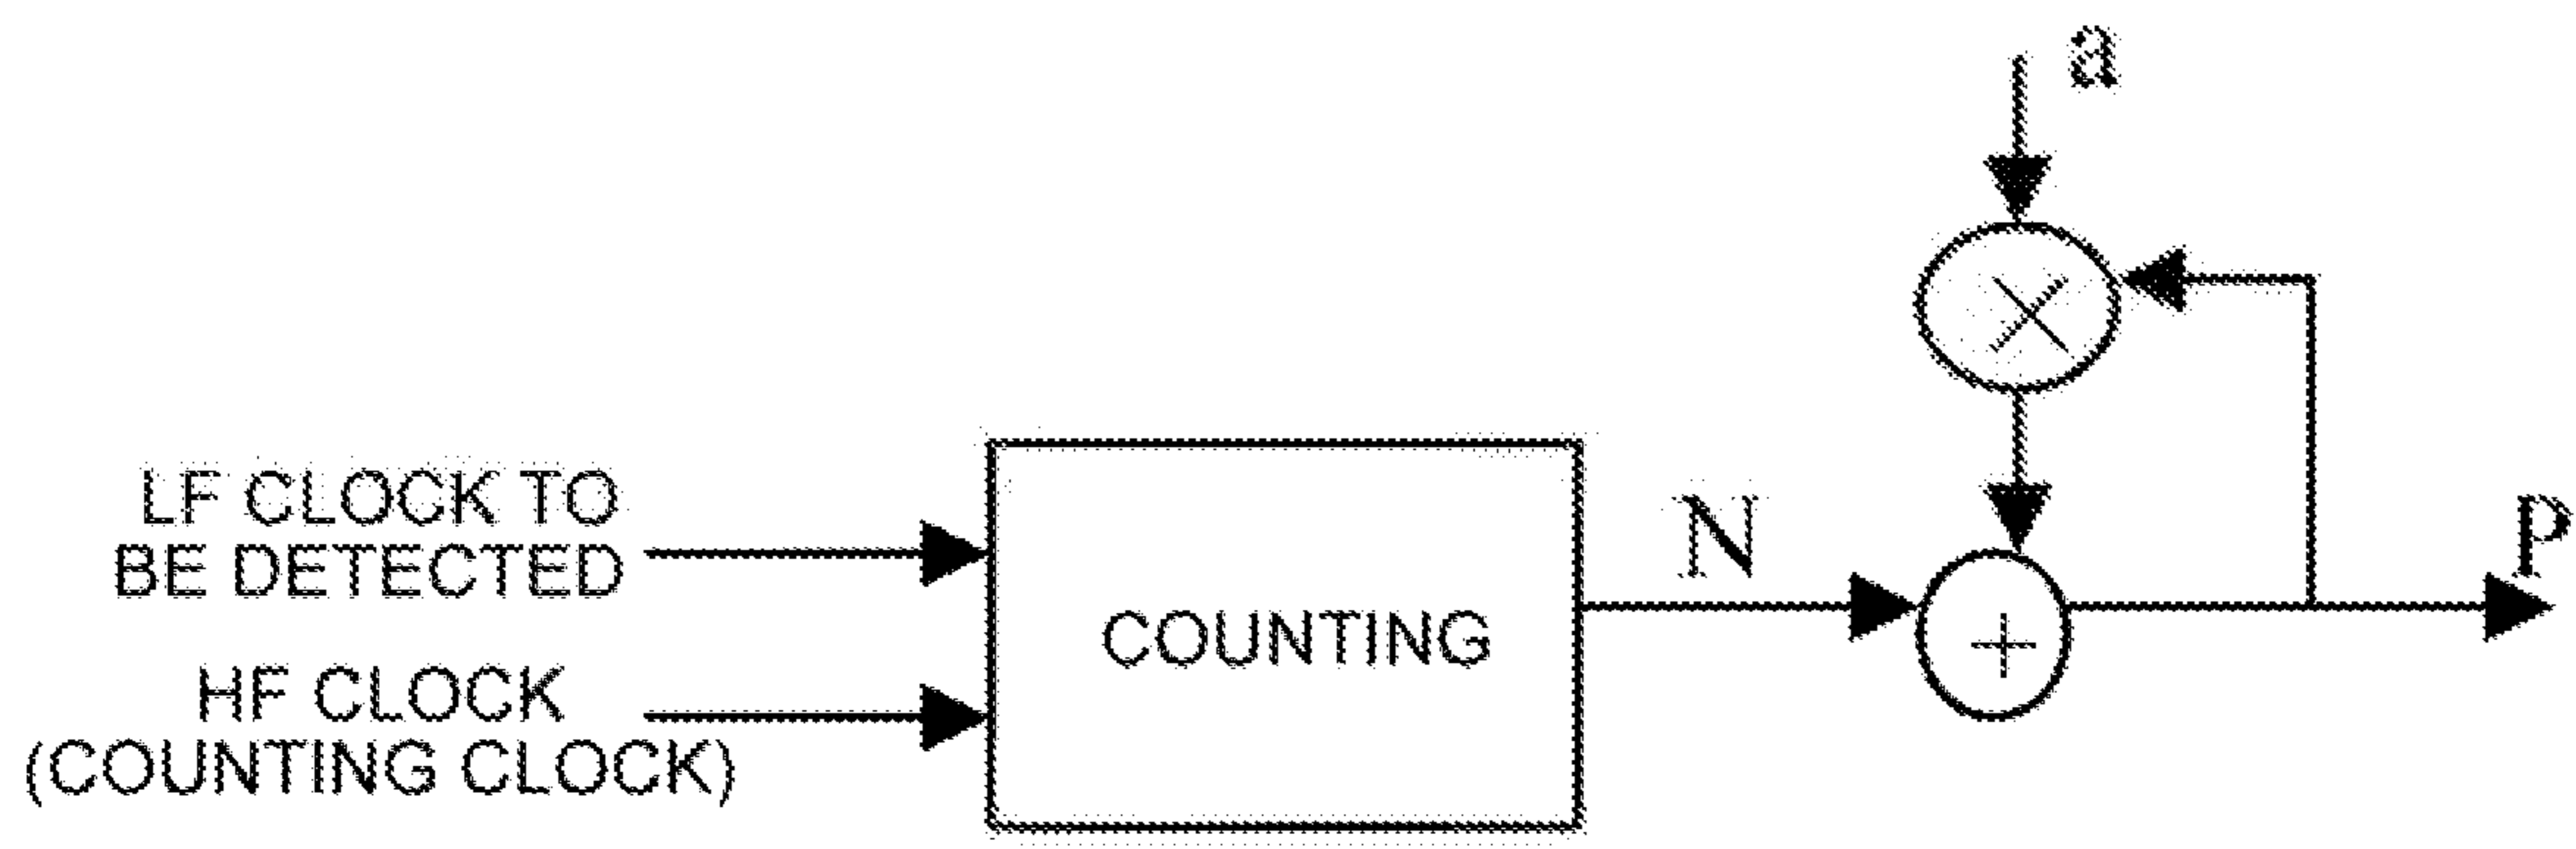 a
×
LF CLOCK TO
BE DETECTED
N
P
COUNTING
+
HF CLOCK
(COUNTING CLOCK)